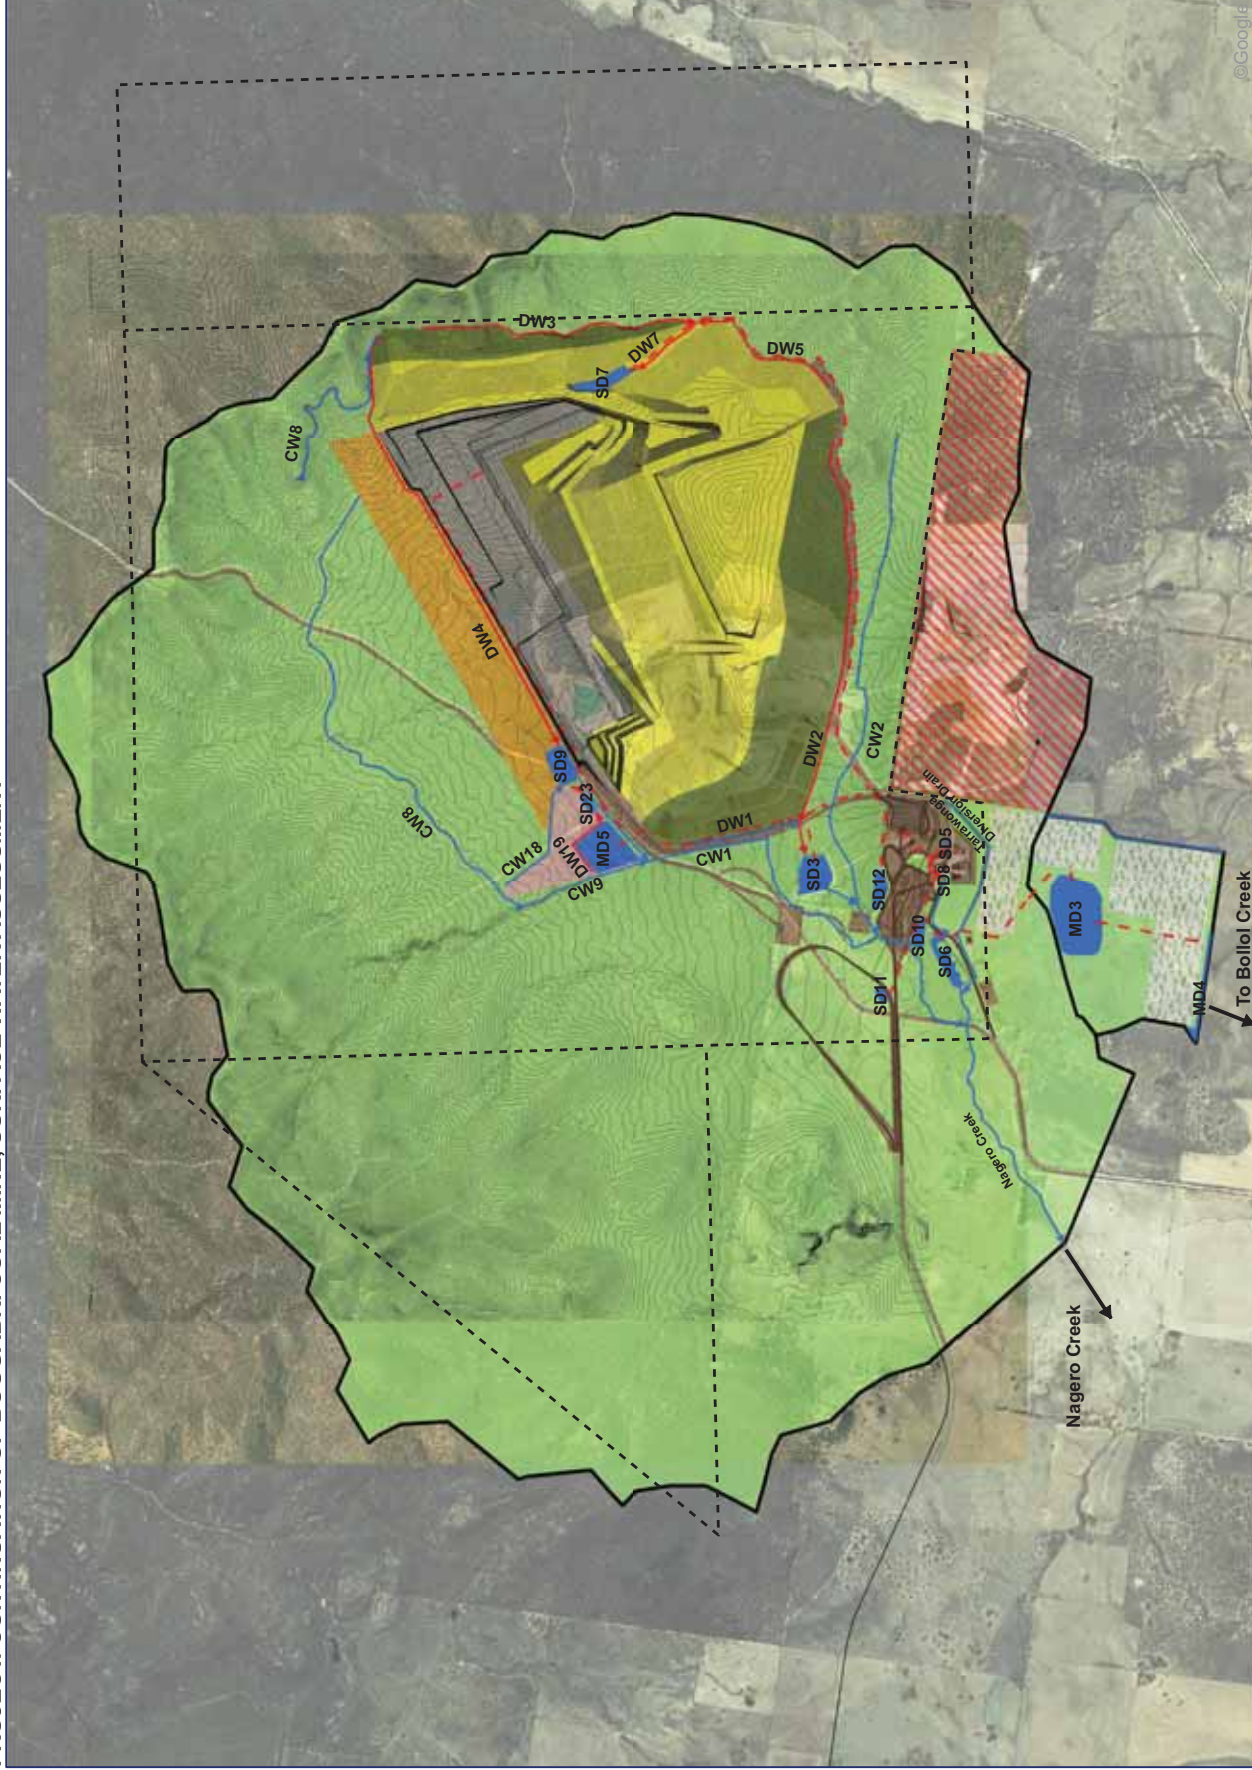 ©Google
DW3
DW7
SD7
DW5
CW8
DW4
CW8
SD9
SD23
CW18
DW19
MD5
CW9
DW1
CW1
DW2
CW2
Tarrawonga
Diversion Drain
SD3
SD12
SD5
SD8
SD10
SD6
SD11
MD3
MD4
To Bollol Creek
Nagero Creek
Nagero Creek